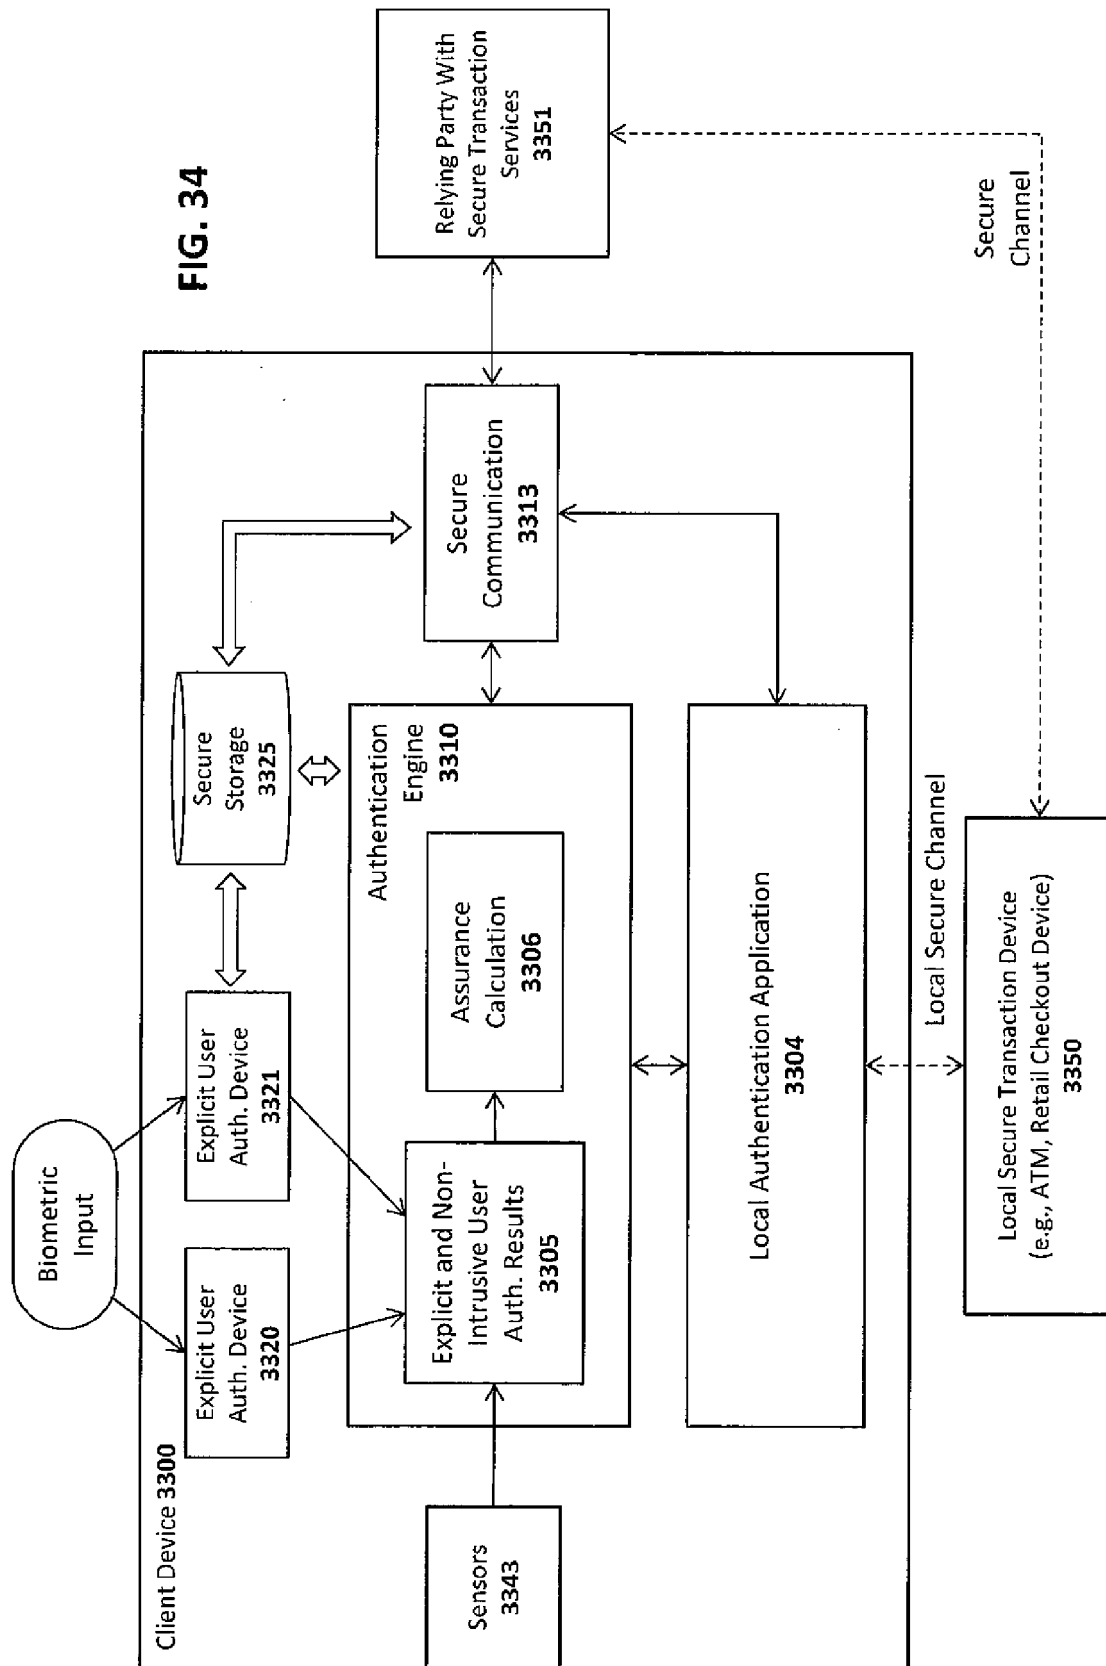 FIG. 34
Biometric
Input
Client Device 3300
Explicit User
Auth. Device
3320
Explicit User
Auth. Device
3321
Secure
Storage
3325
Sensors
3343
Authentication
Engine 3310
Explicit and Non-
Intrusive User
Auth. Results
3305
Assurance
Calculation
3306
Secure
Communication
3313
Relying Party With
Secure Transaction
Services
3351
Local Authentication Application
3304
Local Secure Channel
Secure
Channel
Local Secure Transaction Device
(e.g., ATM, Retail Checkout Device)
3350